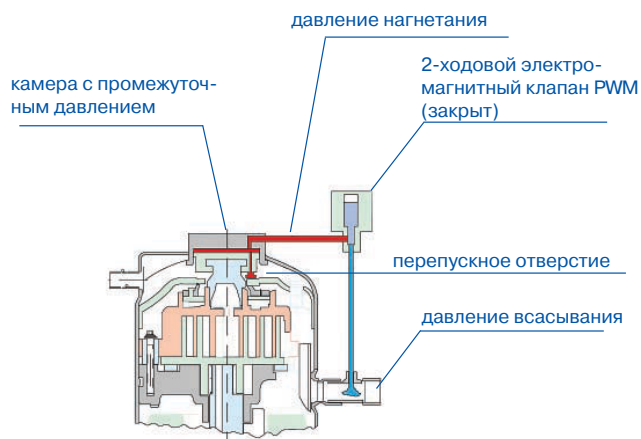 давление нагнетания
2-ходовой электро-
магнитный клапан PWM
(закрыт)
камера с промежуточ-
ным давлением
перепускное отверстие
давление всасывания